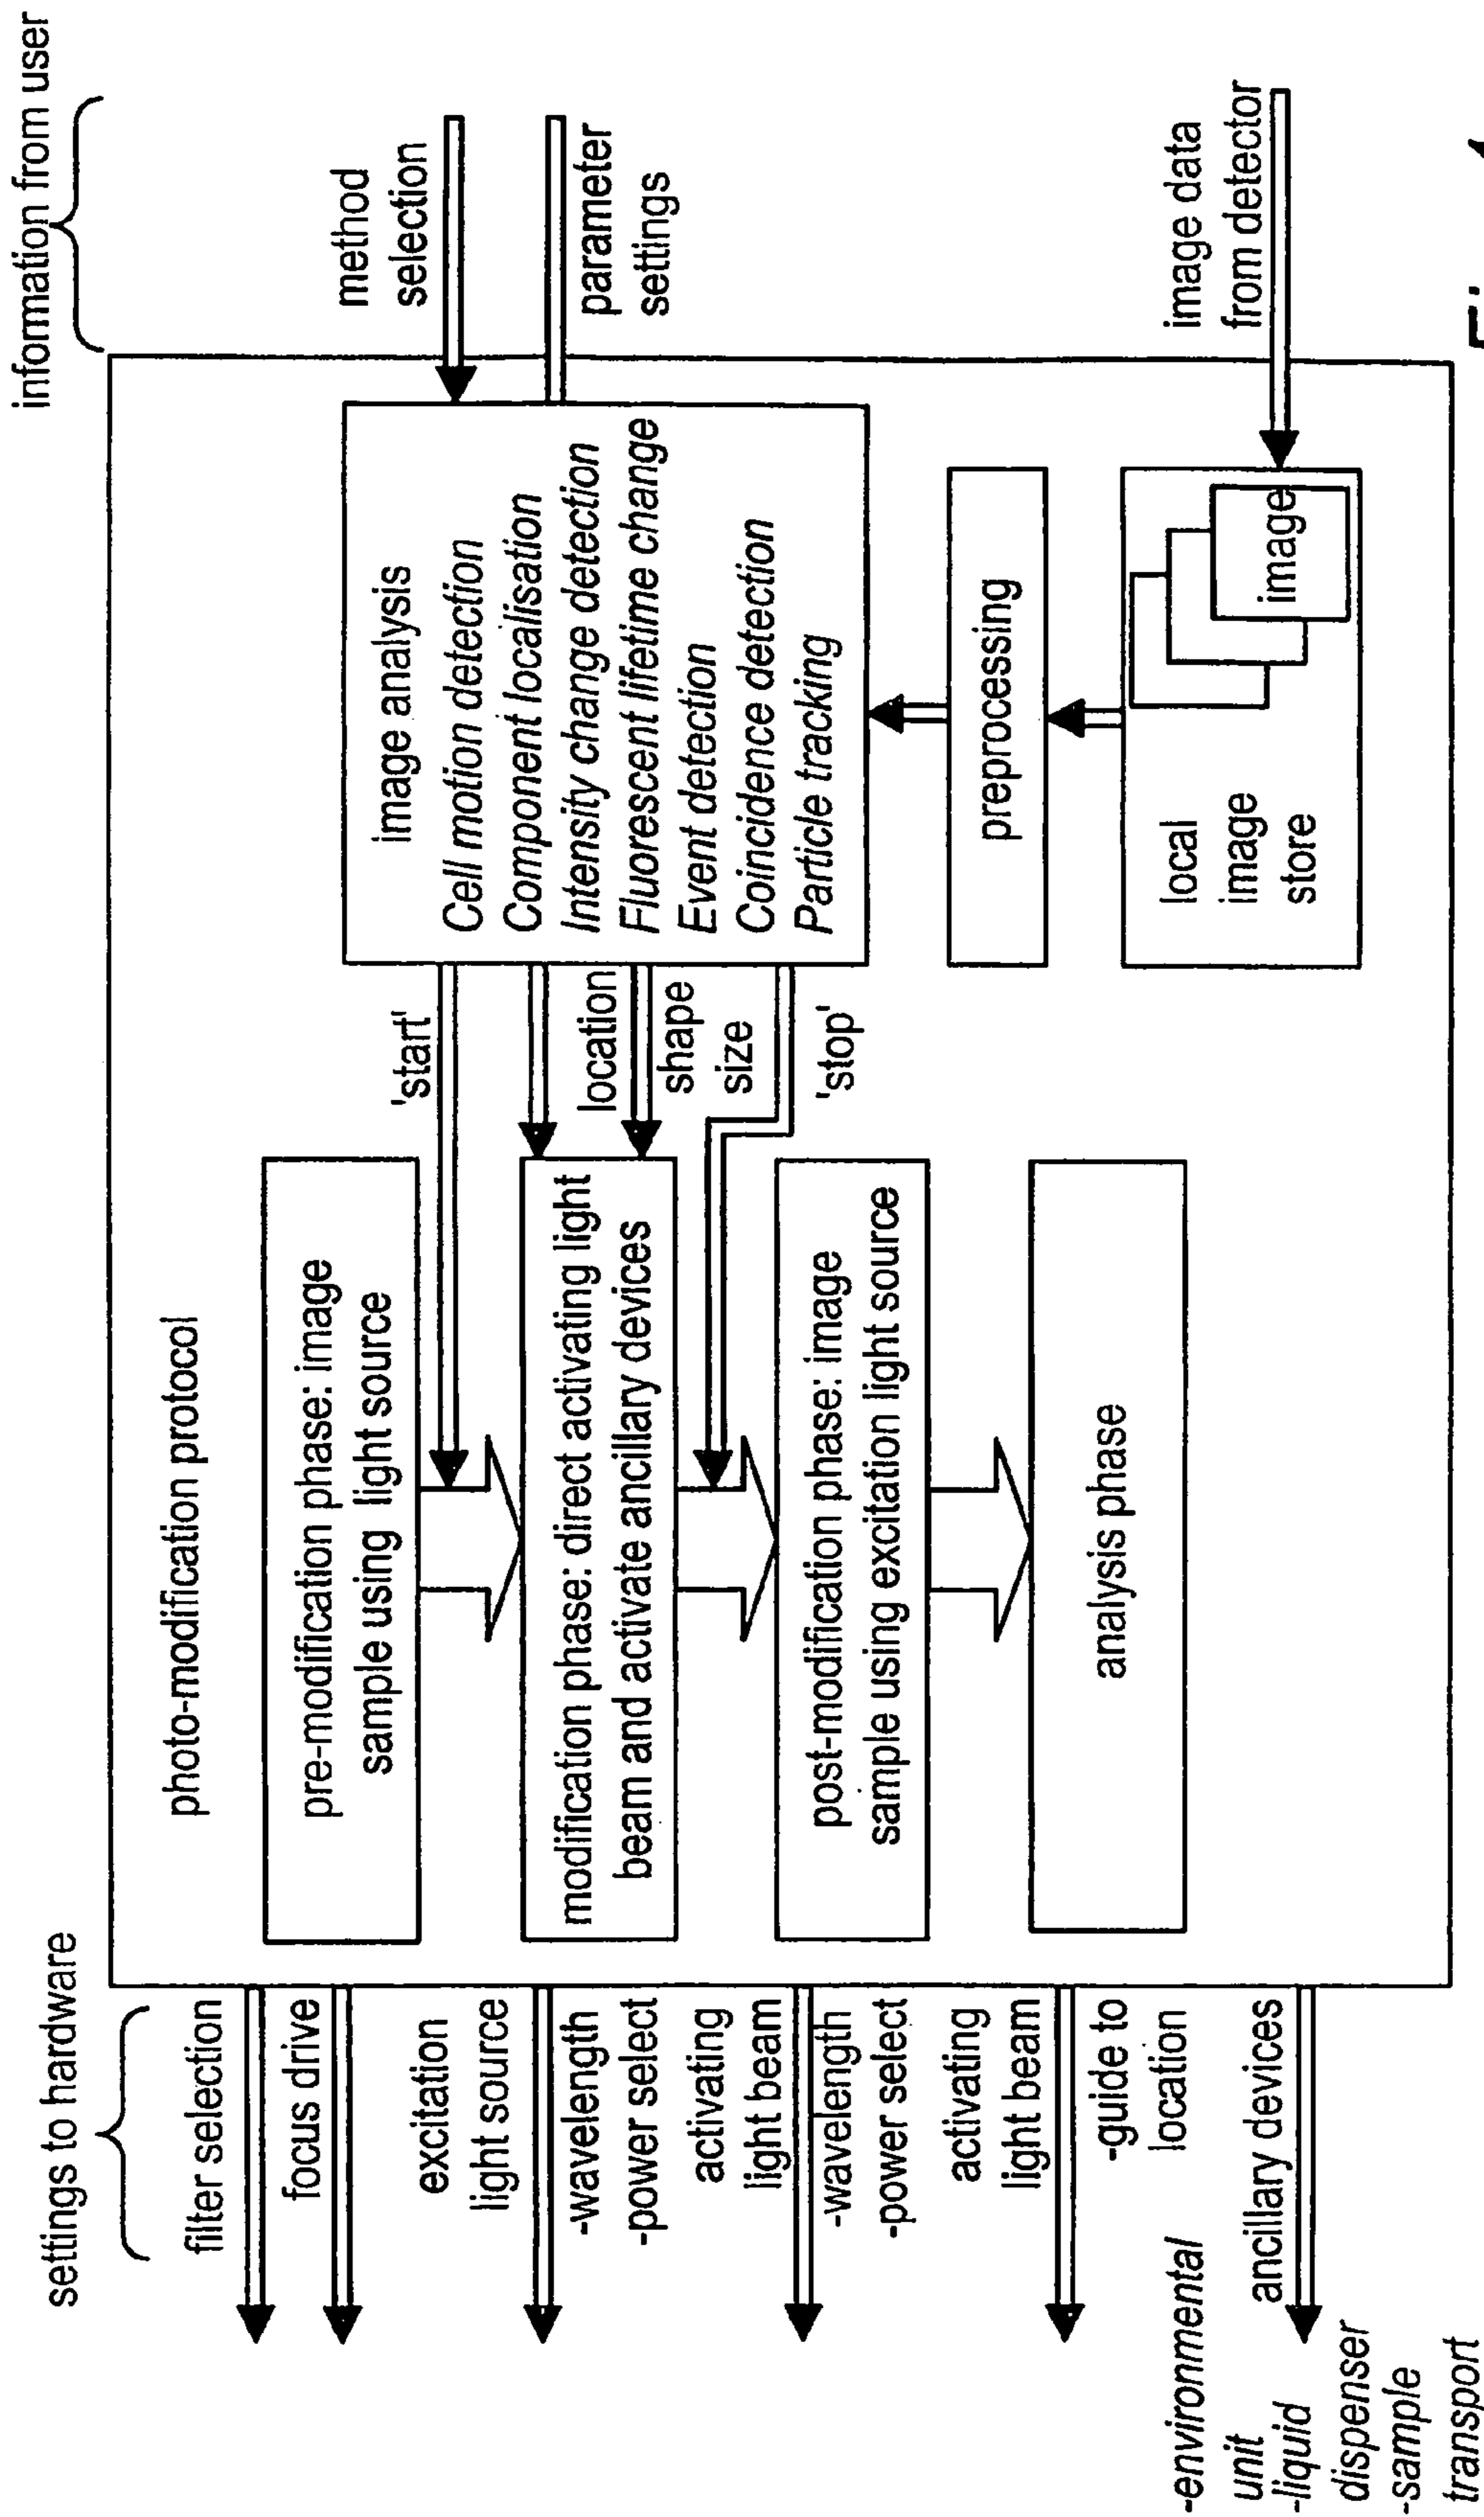 settings to hardware
filter selection
focus drive
excitation
light source
-wavelength
-power select
activating
light beam
-wavelength
-power select
activating
light beam
-guide to
location
ancillary devices
-environmental
unit
-liquid
dispenser
-sample
transport
photo-modification protocol
pre-modification phase: image
sample using light source
modification phase: direct activating light
beam and activate ancillary devices
post-modification phase: image
sample using excitation light source
analysis phase
'start'
location
shape
size
'stop'
image analysis
Cell motion detection
Component localisation
Intensity change detection
Fluorescent lifetime change
Event detection
Coincidence detection
Particle tracking
preprocessing
local
image
store
image
information from user
method
selection
parameter
settings
image data
from detector